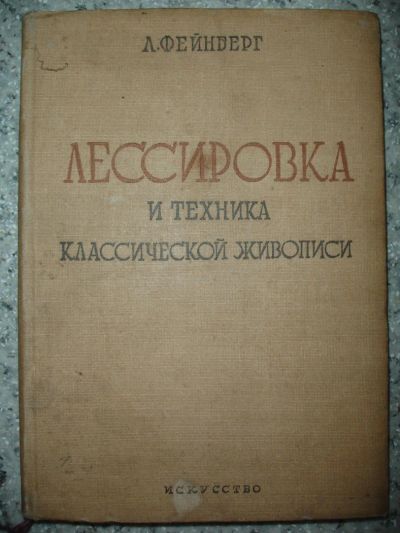 Л. ФЕЙНБЕРГ
ЛЕССИРОВКА
И ТЕХНИКА
КЛАССИЧЕСКОЙ ЖИВОПИСИ
ИСКУССТВО